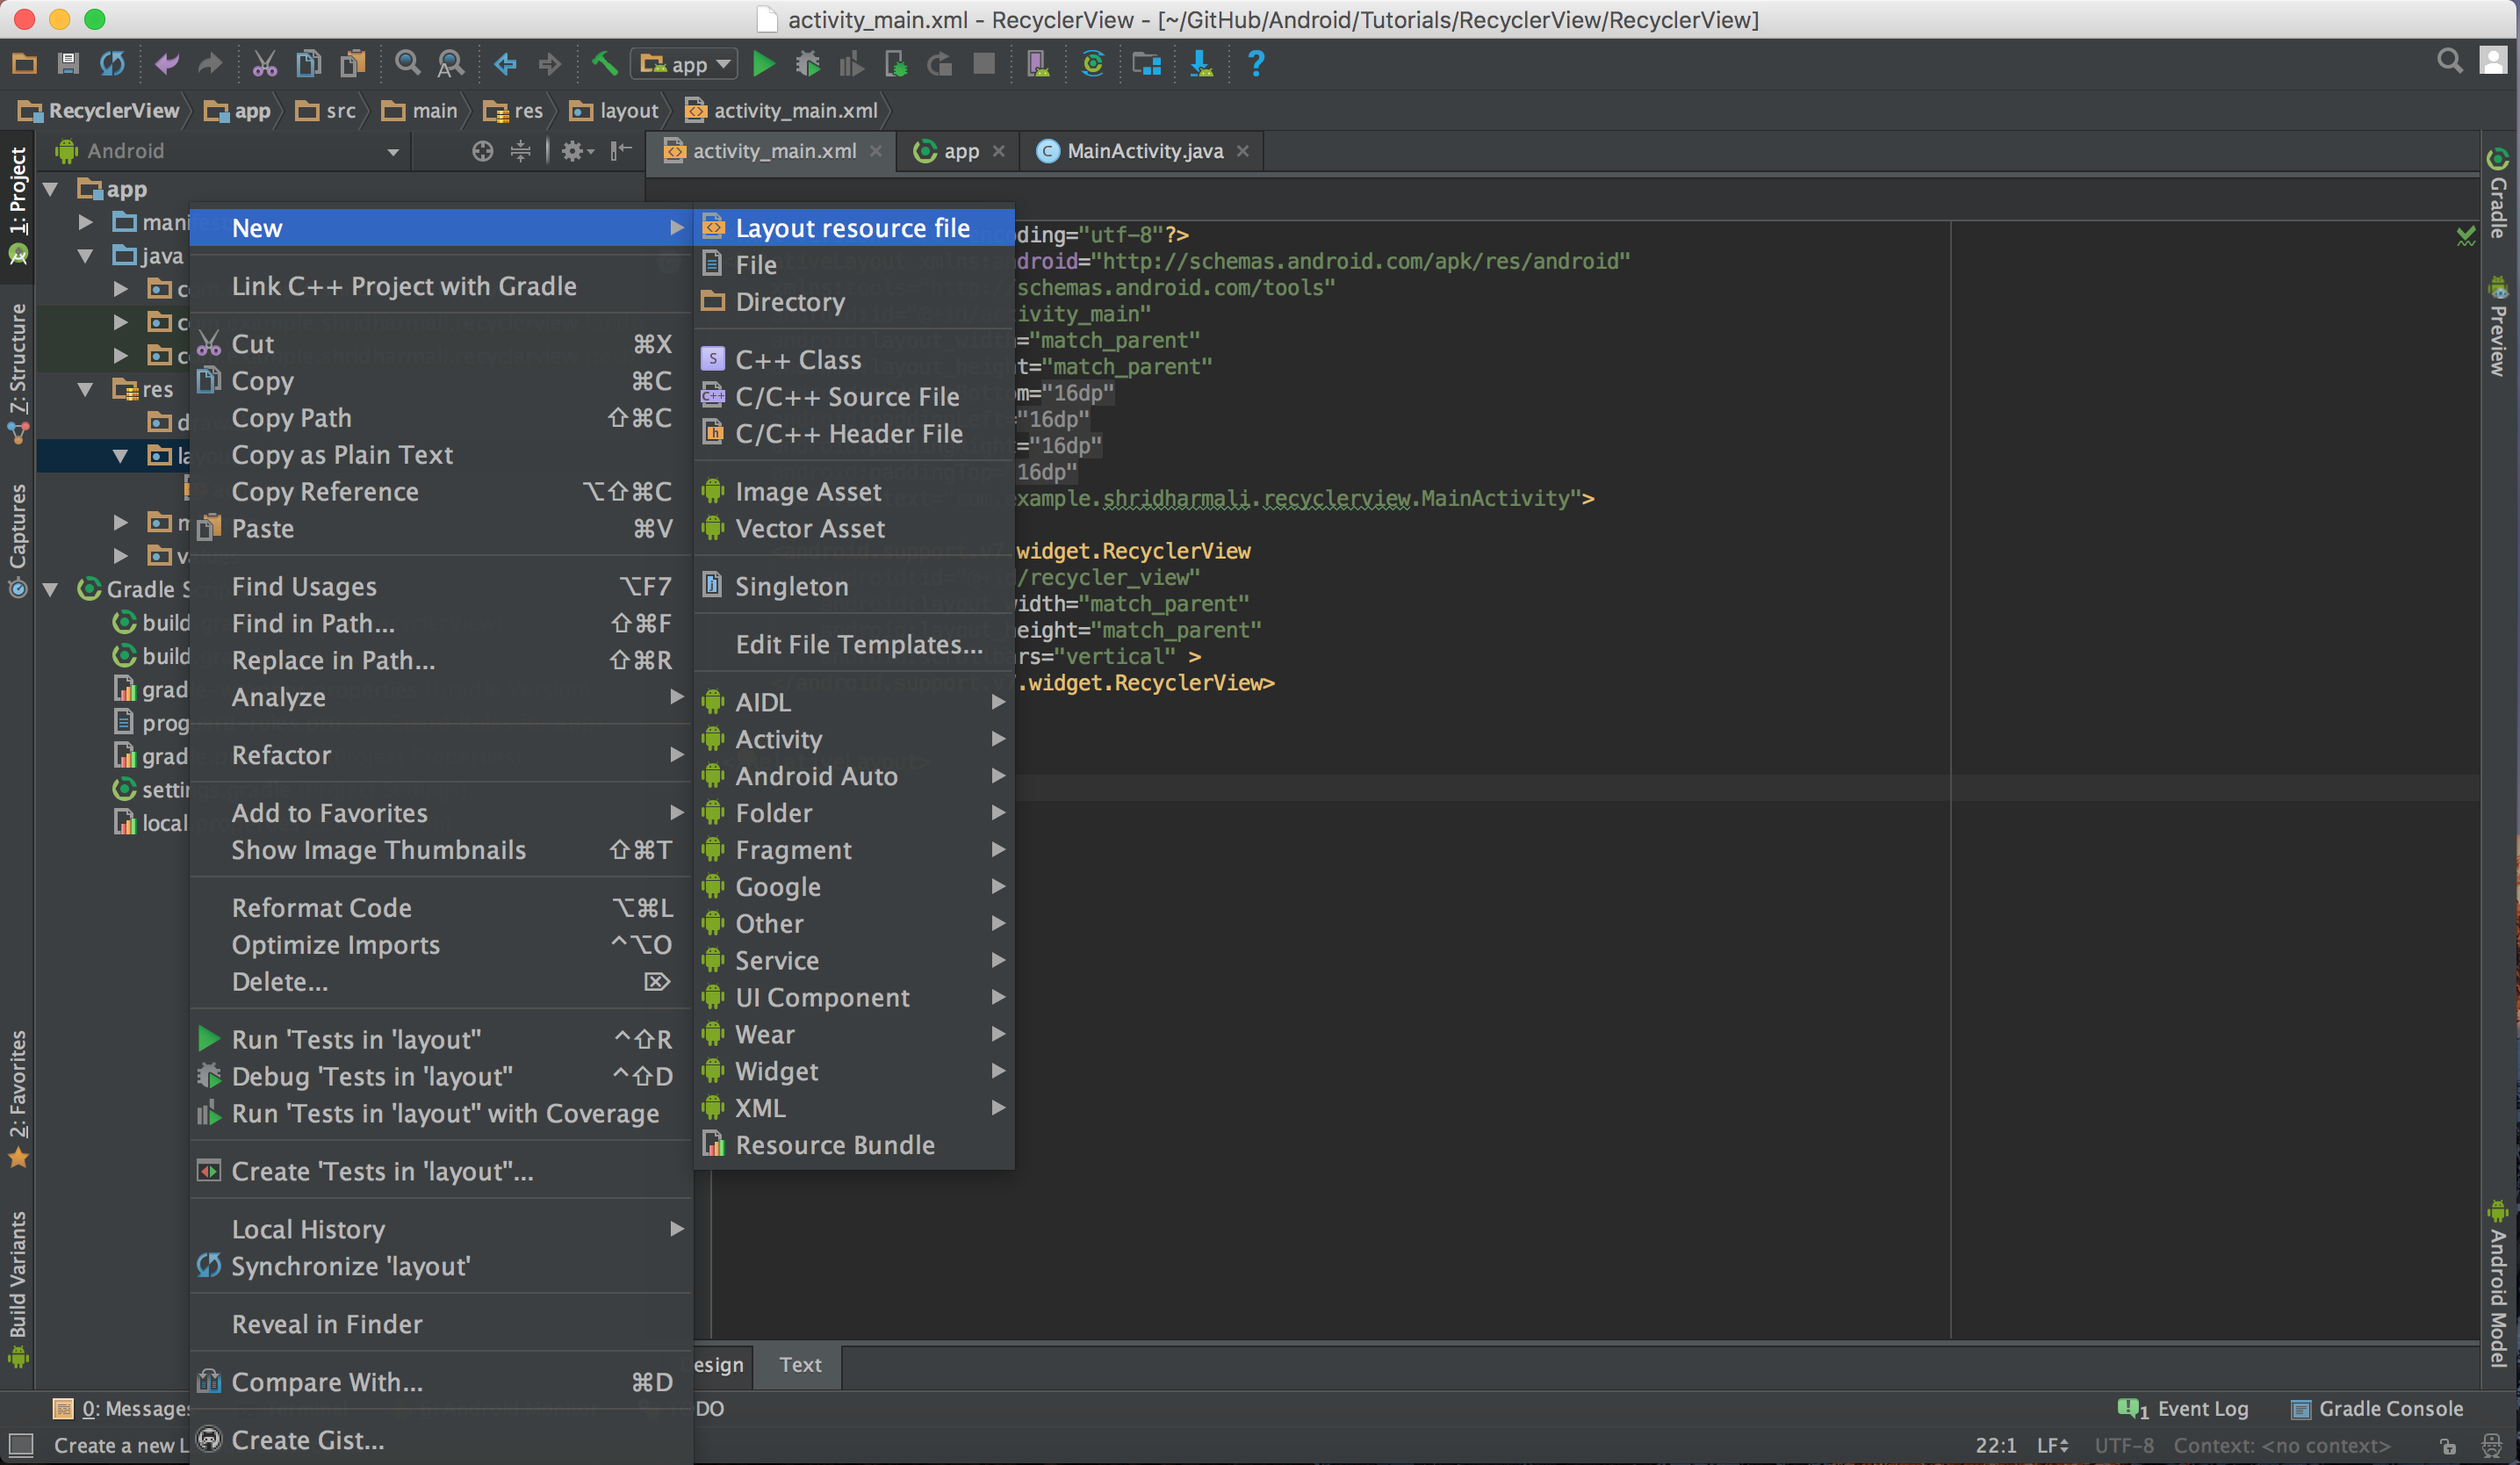 activity_main.xml - RecyclerView - [~/GitHub/Android/Tutorials/RecyclerView/RecyclerView]
app
RecyclerView app src main res layout activity_main.xml
Android
activity_main.xml app MainActivity.java
1: Project
Z: Structure
Captures
2: Favorites
Build Variants
app
java
res
Gradle
build
build
settin
local
New
Link C++ Project with Gradle
Cut ⌘X
Copy ⌘C
Copy Path ⇧⌘C
Copy as Plain Text
Copy Reference ⌥⇧⌘C
Paste ⌘V
Find Usages ⌥F7
Find in Path... ⇧⌘F
Replace in Path... ⇧⌘R
Analyze
Refactor
Add to Favorites
Show Image Thumbnails ⇧⌘T
Reformat Code ⌥⌘L
Optimize Imports ^⌥O
Delete... ⌦
Run 'Tests in 'layout'' ^⇧R
Debug 'Tests in 'layout'' ^⇧D
Run 'Tests in 'layout'' with Coverage
Create 'Tests in 'layout''...
Local History
Synchronize 'layout'
Reveal in Finder
Compare With... ⌘D
Create Gist...
Layout resource file
File
Directory
C++ Class
C/C++ Source File
C/C++ Header File
Image Asset
Vector Asset
Singleton
Edit File Templates...
AIDL
Activity
Android Auto
Folder
Fragment
Google
Other
Service
UI Component
Wear
Widget
XML
Resource Bundle
oding="utf-8"?>
ndroid="http://schemas.android.com/apk/res/android"
/schemas.android.com/tools"
ivity_main"
="match_parent"
t="match_parent"
om="16dp"
"16dp"
="16dp"
16dp"
example.shridharmali.recyclerview.MainActivity">
widget.RecyclerView
/recycler_view"
idth="match_parent"
eight="match_parent"
rs="vertical" >
.widget.RecyclerView>
esign Text
0: Messages DO Event Log Gradle Console
Create a new L 22:1 LF UTF-8 Context: <no context>
Gradle
Preview
Android Model